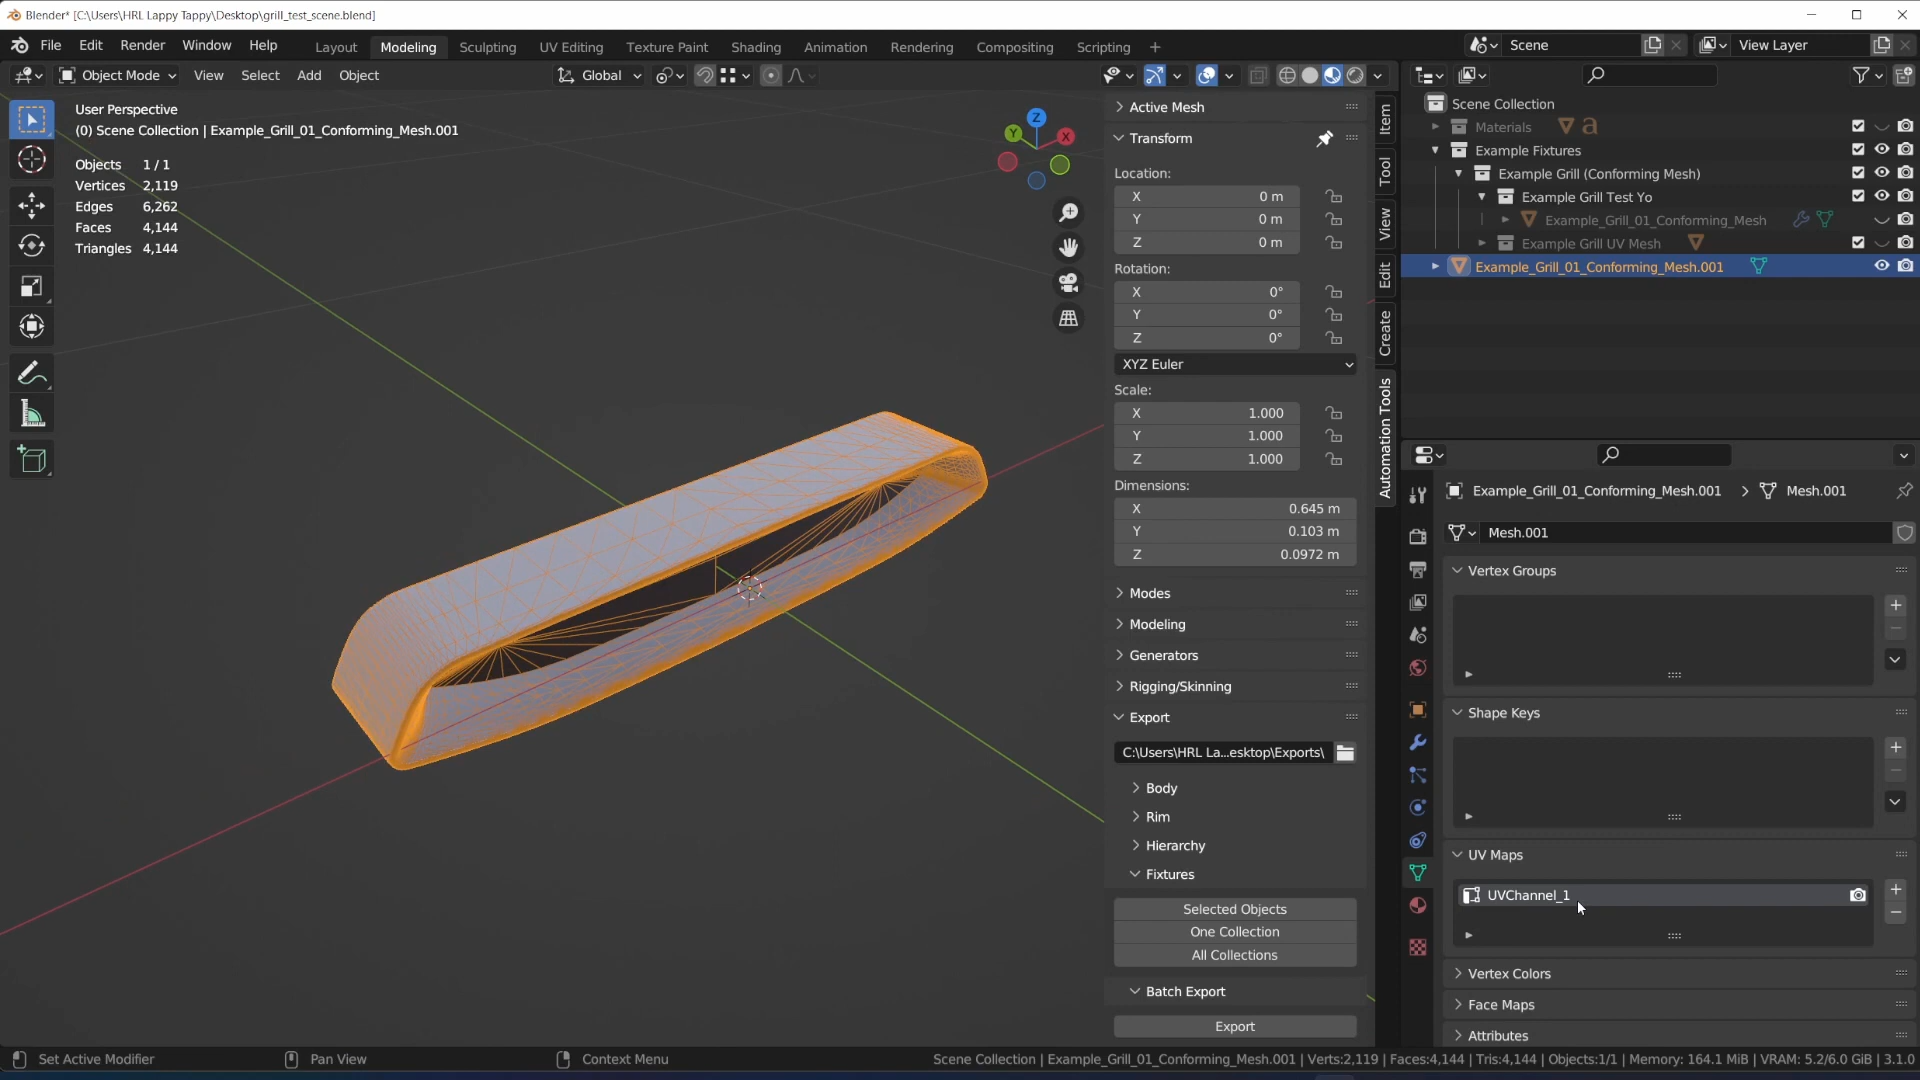 Blender* [C:\Users\HRL Lappy Tappy\Desktop\grill_test_scene.blend]
File Edit Render Window Help Layout Modeling Sculpting UV Editing Texture Paint Shading Animation Rendering Compositing Scripting + Scene View Layer
Object Mode View Select Add Object Global
User Perspective
(0) Scene Collection | Example_Grill_01_Conforming_Mesh.001
Objects 1 / 1
Vertices 2,119
Edges 6,262
Faces 4,144
Triangles 4,144
Z
Y
X
Active Mesh
Transform
Location:
X 0 m
Y 0 m
Z 0 m
Rotation:
X 0°
Y 0°
Z 0°
XYZ Euler
Scale:
X 1.000
Y 1.000
Z 1.000
Dimensions:
X 0.645 m
Y 0.103 m
Z 0.0972 m
Modes
Modeling
Generators
Rigging/Skinning
Export
C:\Users\HRL La...esktop\Exports\
Body
Rim
Hierarchy
Fixtures
Selected Objects
One Collection
All Collections
Batch Export
Export
Item
Tool
View
Edit
Create
Automation Tools
Scene Collection
Materials
Example Fixtures
Example Grill (Conforming Mesh)
Example Grill Test Yo
Example_Grill_01_Conforming_Mesh
Example Grill UV Mesh
Example_Grill_01_Conforming_Mesh.001
Example_Grill_01_Conforming_Mesh.001 > Mesh.001
Mesh.001
Vertex Groups
Shape Keys
UV Maps
UVChannel_1
Vertex Colors
Face Maps
Attributes
Set Active Modifier Pan View Context Menu Scene Collection | Example_Grill_01_Conforming_Mesh.001 | Verts:2,119 | Faces:4,144 | Tris:4,144 | Objects:1/1 | Memory: 164.1 MiB | VRAM: 5.2/6.0 GiB | 3.1.0